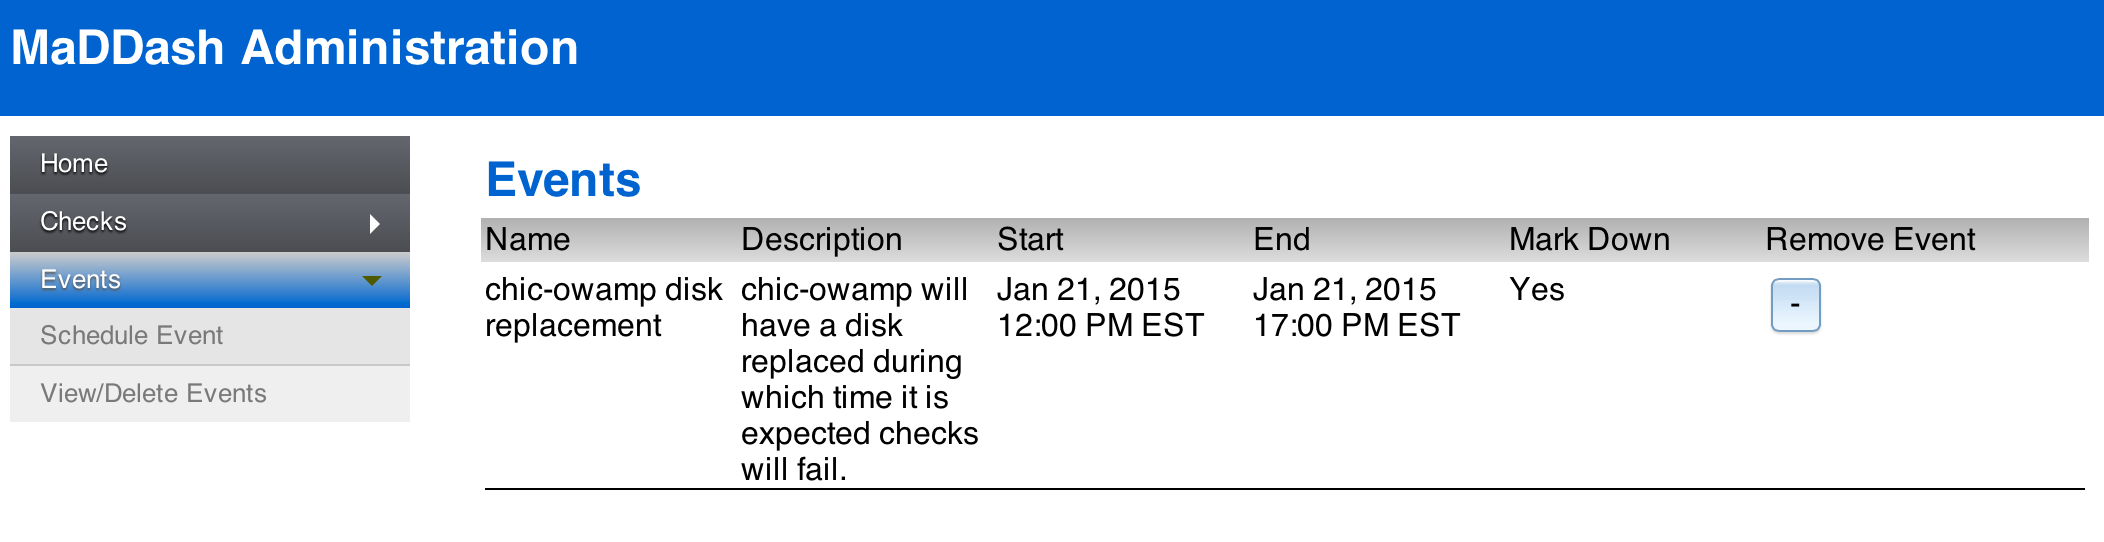 MaDDash Administration
Home
Checks
Events
Schedule Event
View/Delete Events
Events
Name Description Start End Mark Down Remove Event
chic-owamp disk chic-owamp will Jan 21, 2015 Jan 21, 2015 Yes -
replacement have a disk 12:00 PM EST 17:00 PM EST
replaced during
which time it is
expected checks
will fail.